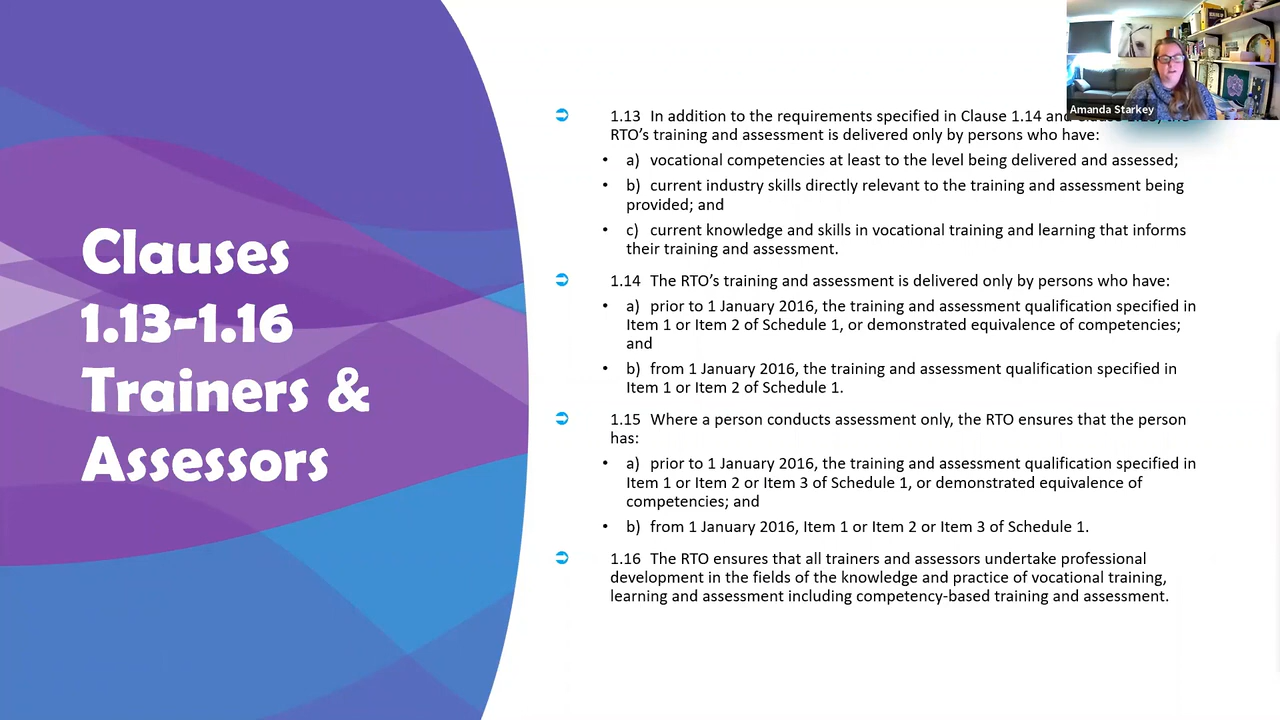 Clauses
1.13-1.16
Trainers &
Assessors
Amanda Starkey
1.13 In addition to the requirements specified in Clause 1.14 and
RTO's training and assessment is delivered only by persons who have:
• a) vocational competencies at least to the level being delivered and assessed;
• b) current industry skills directly relevant to the training and assessment being
provided; and
• c) current knowledge and skills in vocational training and learning that informs
their training and assessment.
1.14 The RTO's training and assessment is delivered only by persons who have:
• a) prior to 1 January 2016, the training and assessment qualification specified in
Item 1 or Item 2 of Schedule 1, or demonstrated equivalence of competencies;
and
• b) from 1 January 2016, the training and assessment qualification specified in
Item 1 or Item 2 of Schedule 1.
1.15 Where a person conducts assessment only, the RTO ensures that the person
has:
• a) prior to 1 January 2016, the training and assessment qualification specified in
Item 1 or Item 2 or Item 3 of Schedule 1, or demonstrated equivalence of
competencies; and
• b) from 1 January 2016, Item 1 or Item 2 or Item 3 of Schedule 1.
1.16 The RTO ensures that all trainers and assessors undertake professional
development in the fields of the knowledge and practice of vocational training,
learning and assessment including competency-based training and assessment.